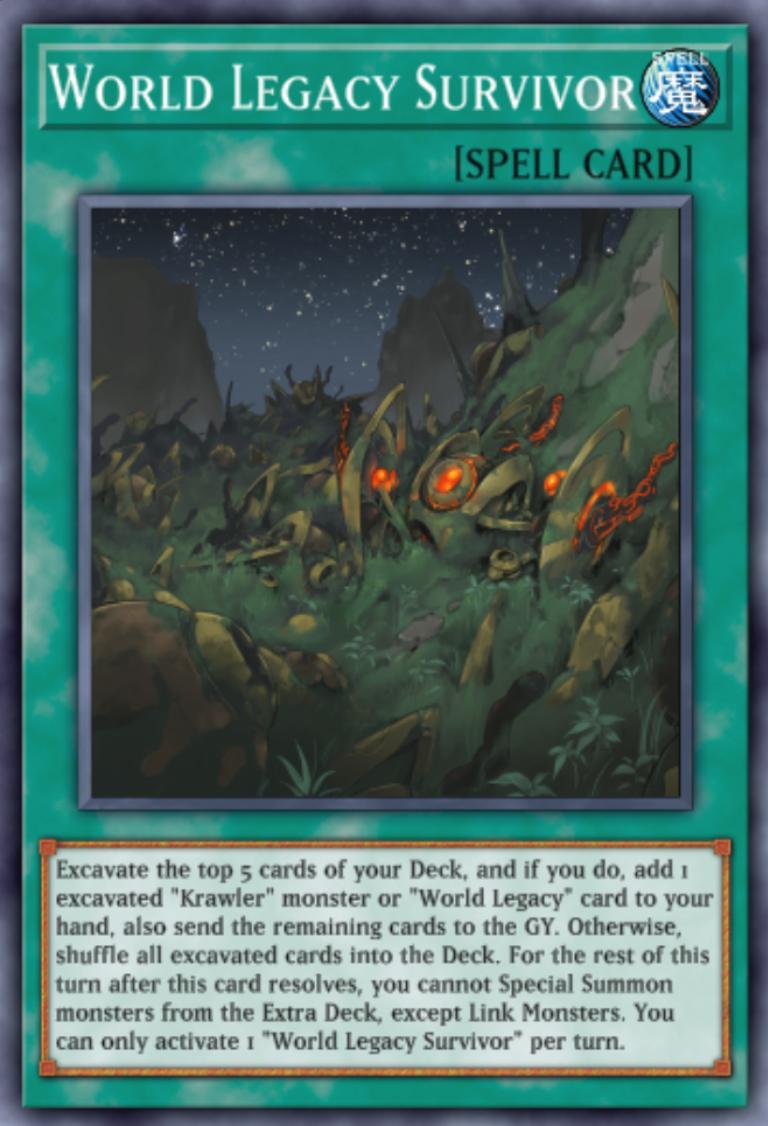 World Legacy Survivor
SPELL
魔
[SPELL CARD]
Excavate the top 5 cards of your Deck, and if you do, add 1
excavated "Krawler" monster or "World Legacy" card to your
hand, also send the remaining cards to the GY. Otherwise,
shuffle all excavated cards into the Deck. For the rest of this
turn after this card resolves, you cannot Special Summon
monsters from the Extra Deck, except Link Monsters. You
can only activate 1 "World Legacy Survivor" per turn.